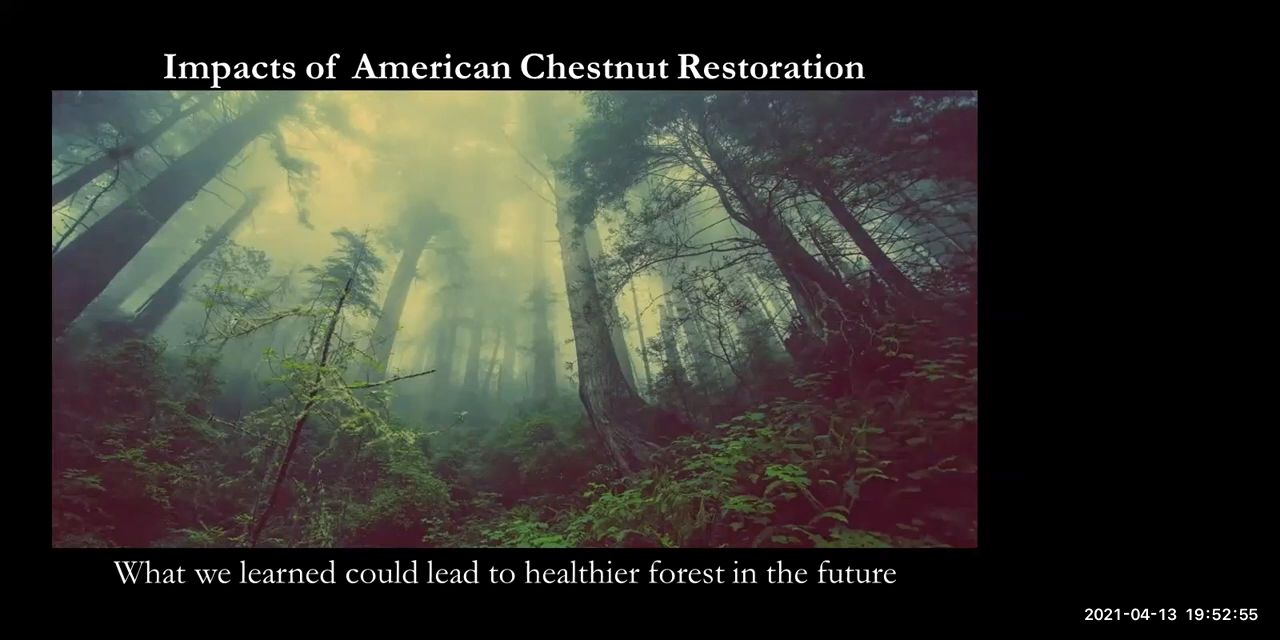 Impacts of American Chestnut Restoration
What we learned could lead to healthier forest in the future
2021-04-13 19:52:55